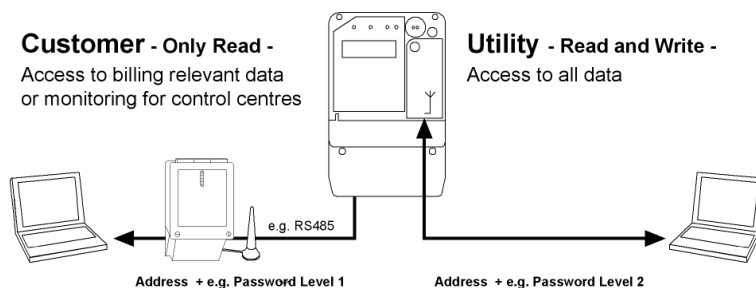 Customer - Only Read -
Access to billing relevant data
or monitoring for control centres
Utility - Read and Write -
Access to all data
e.g. RS485
Address + e.g. Password Level 1
Address + e.g. Password Level 2